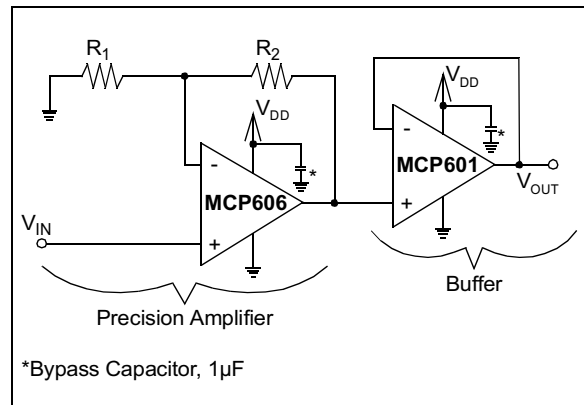 R1 R2
VDD
VDD
-
*
-
*
MCP601
MCP606
VOUT
VIN
+
+
Buffer
Precision Amplifier
*Bypass Capacitor, 1µF